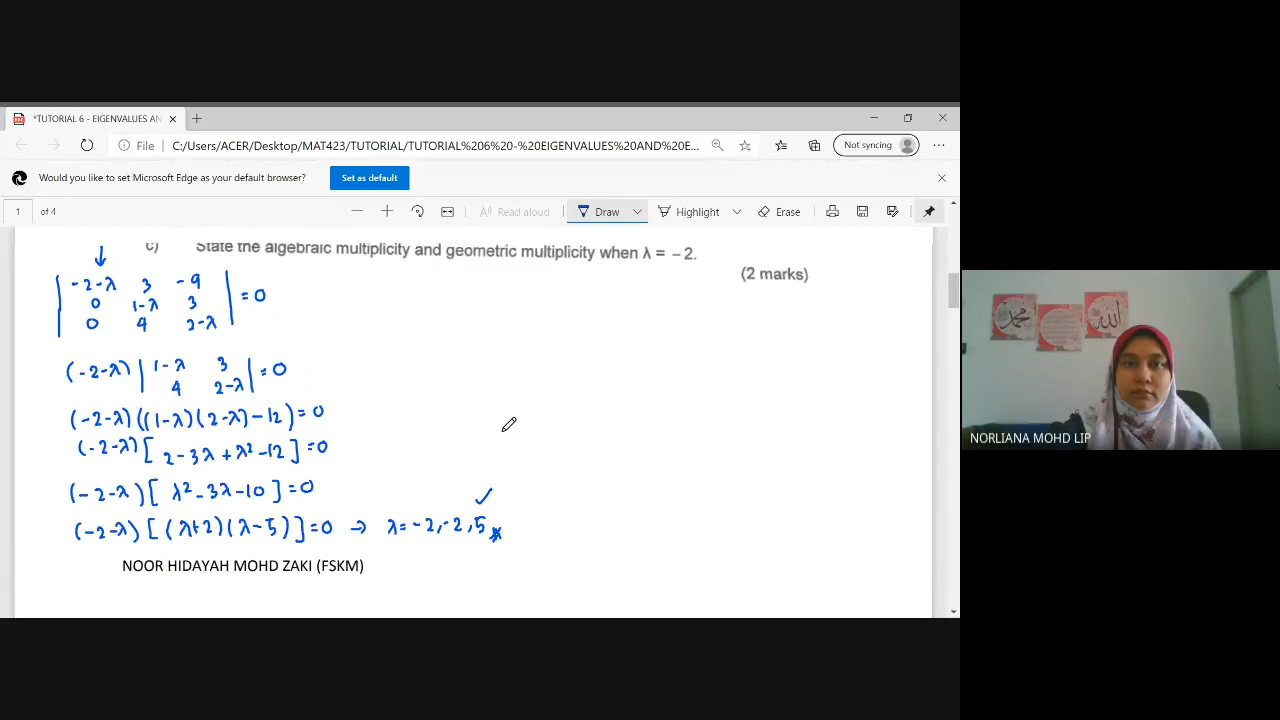 *TUTORIAL 6 - EIGENVALUES AN
File
C:/Users/ACER/Desktop/MAT423/TUTORIAL/TUTORIAL%206%20-%20EIGENVALUES%20AND%20E...
Not syncing
Would you like to set Microsoft Edge as your default browser?
Set as default
1 of 4
Read aloud
Draw
Highlight
Erase
c) State the algebraic multiplicity and geometric multiplicity when λ = −2.
(2 marks)
-2-λ 3 -9
0 1-λ 3 = 0
0 4 2-λ
(-2-λ) | 1-λ 3 | = 0
4 2-λ
(-2-λ)((1-λ)(2-λ)-12) = 0
(-2-λ)[2-3λ+λ²-12] = 0
(-2-λ)[λ²-3λ-10] = 0
(-2-λ)[(λ+2)(λ-5)] = 0 → λ = -2, -2, 5
NOOR HIDAYAH MOHD ZAKI (FSKM)
محمد
الله
NORLIANA MOHD LIP